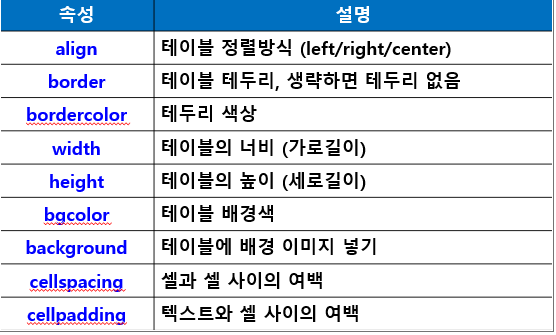 속성 설명
align 테이블 정렬방식 (left/right/center)
border 테이블 테두리, 생략하면 테두리 없음
bordercolor 테두리 색상
width 테이블의 너비 (가로길이)
height 테이블의 높이 (세로길이)
bgcolor 테이블 배경색
background 테이블에 배경 이미지 넣기
cellspacing 셀과 셀 사이의 여백
cellpadding 텍스트와 셀 사이의 여백